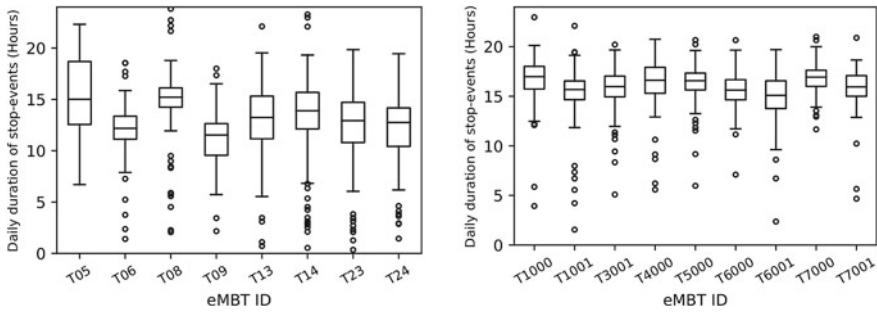 Daily duration of stop-events (Hours)
20
15
10
5
0
T05 T06 T08 T09 T13 T14 T23 T24
eMBT ID
Daily duration of stop-events (Hours)
20
15
10
5
0
T1000 T1001 T3001 T4000 T5000 T6000 T6001 T7000 T7001
eMBT ID